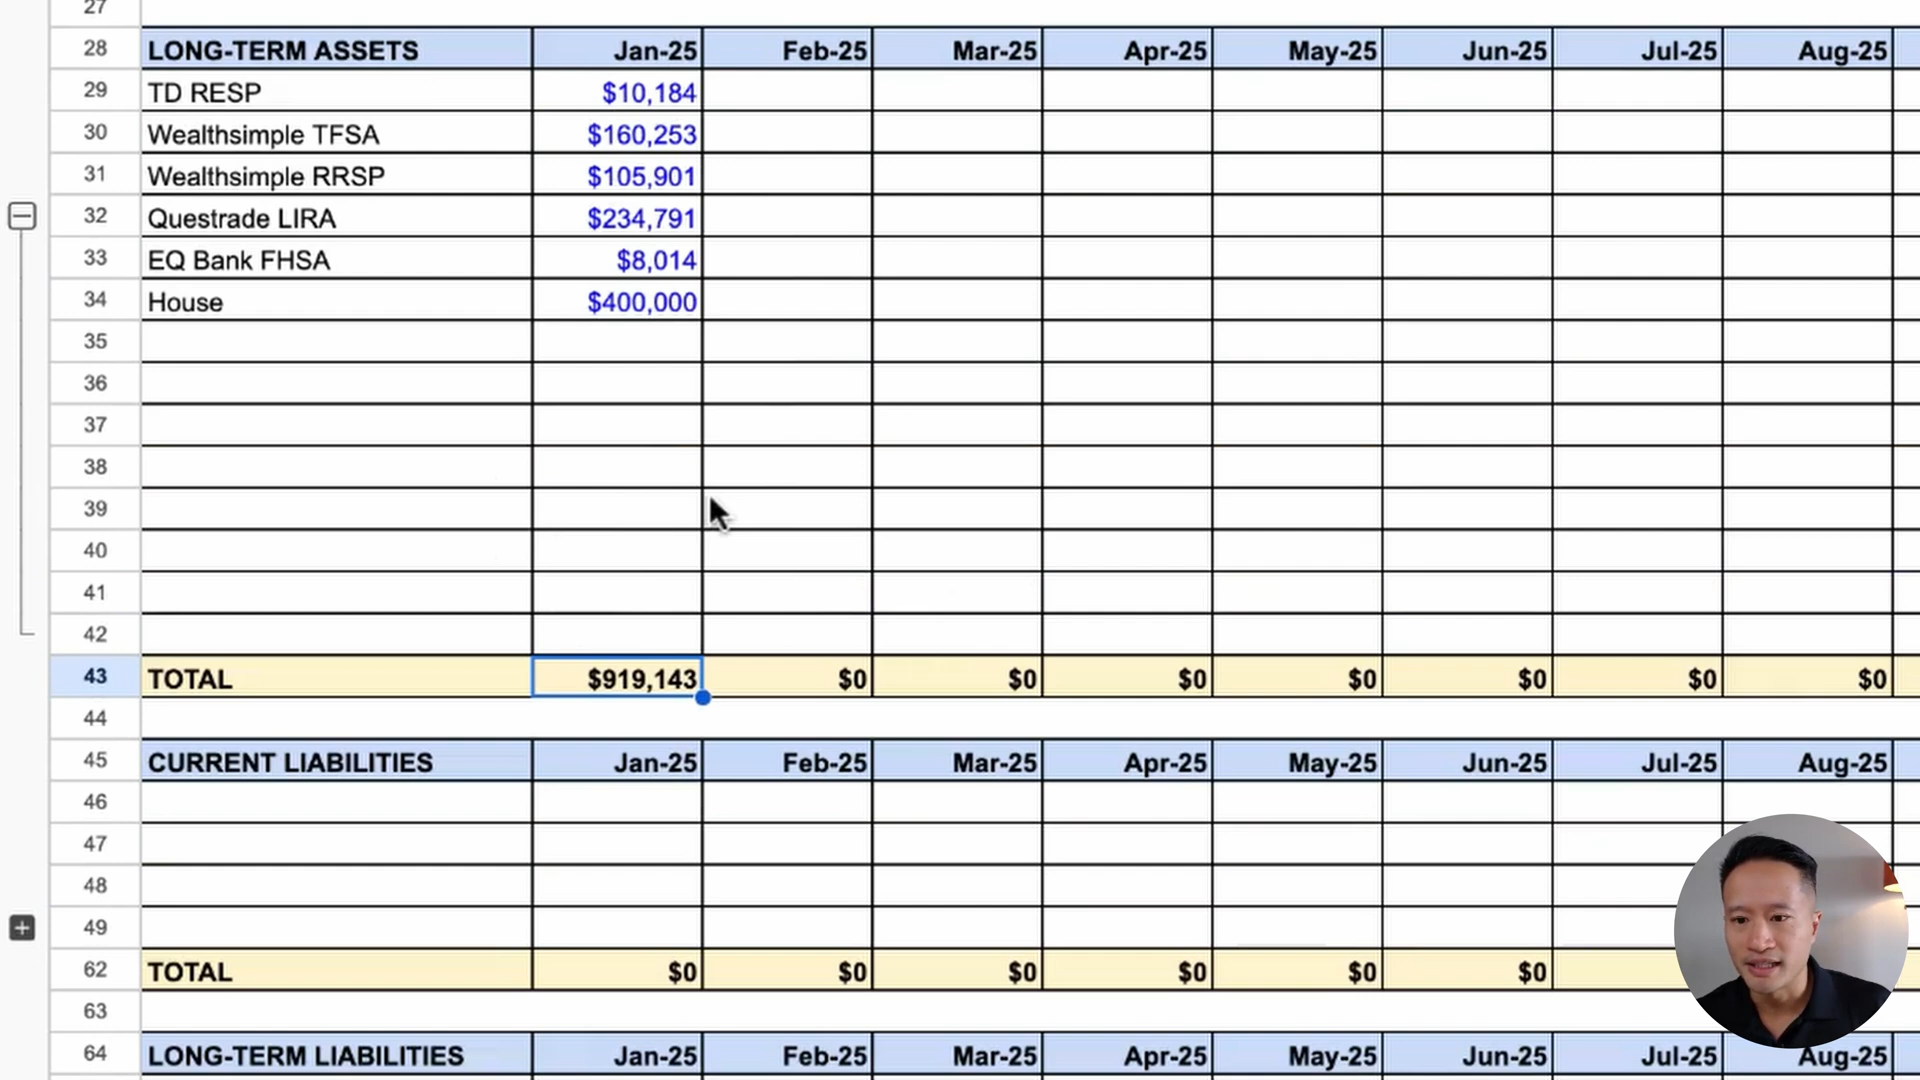 27
28 LONG-TERM ASSETS Jan-25 Feb-25 Mar-25 Apr-25 May-25 Jun-25 Jul-25 Aug-25
29 TD RESP $10,184
30 Wealthsimple TFSA $160,253
31 Wealthsimple RRSP $105,901
32 Questrade LIRA $234,791
33 EQ Bank FHSA $8,014
34 House $400,000
35
36
37
38
39
40
41
42
43 TOTAL $919,143 $0 $0 $0 $0 $0 $0 $0
44
45 CURRENT LIABILITIES Jan-25 Feb-25 Mar-25 Apr-25 May-25 Jun-25 Jul-25 Aug-25
46
47
48
49
62 TOTAL $0 $0 $0 $0 $0 $0
63
64 LONG-TERM LIABILITIES Jan-25 Feb-25 Mar-25 Apr-25 May-25 Jun-25 Jul-25 Aug-25